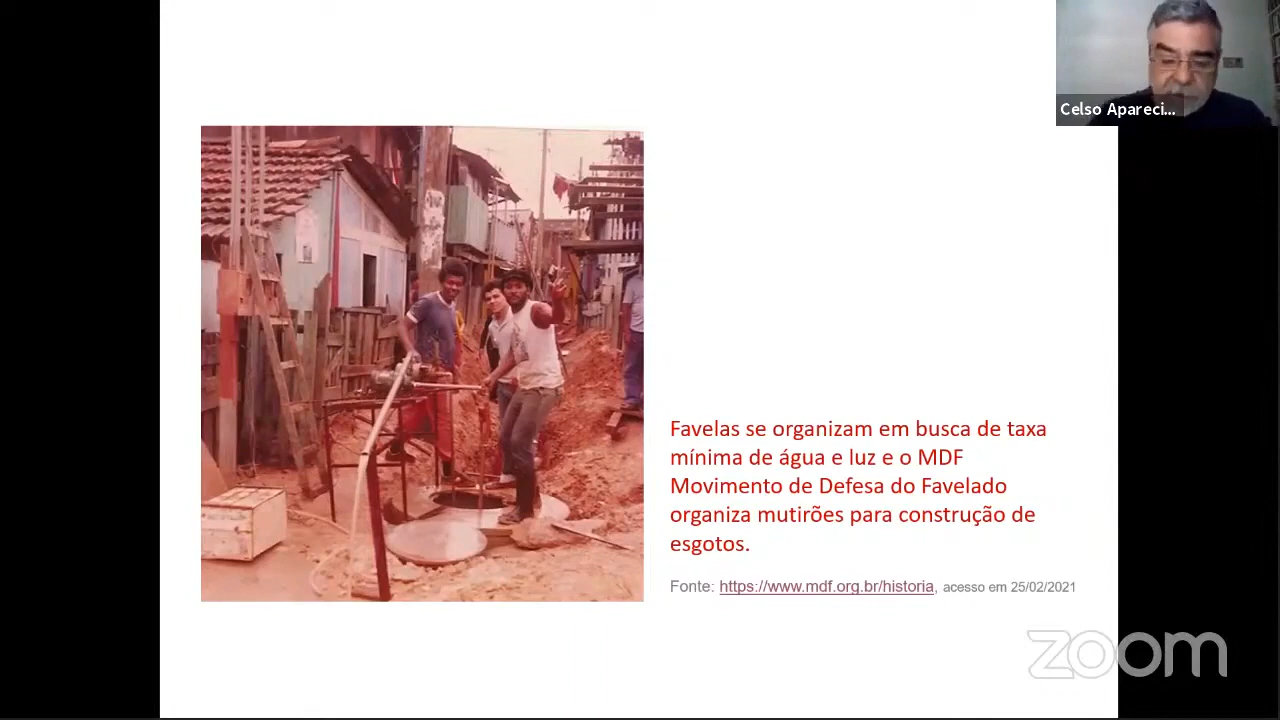 Celso Apareci...
Favelas se organizam em busca de taxa
mínima de água e luz e o MDF
Movimento de Defesa do Favelado
organiza mutirões para construção de
esgotos.
Fonte: https://www.mdf.org.br/historia, acesso em 25/02/2021
zoom